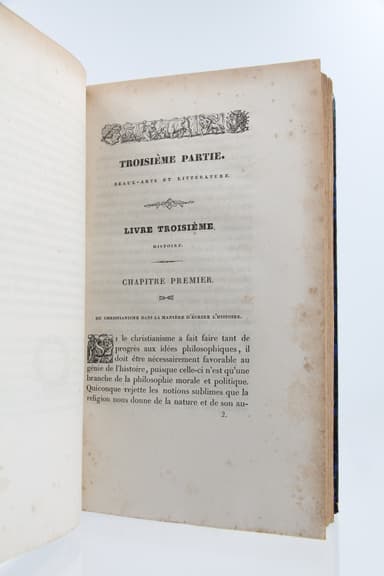 TROISIÈME PARTIE.
BEAUX-ARTS ET LITTÉRATURE.
LIVRE TROISIÈME.
HISTOIRE.
CHAPITRE PREMIER.
DU CHRISTIANISME DANS LA MANIÈRE D'ÉCRIRE L'HISTOIRE.
SI le christianisme a fait faire tant de
progrès aux idées philosophiques, il
doit être nécessairement favorable au
génie de l'histoire, puisque celle-ci n'est qu'une
branche de la philosophie morale et politique.
Quiconque rejette les notions sublimes que la
religion nous donne de la nature et de son au-
2.